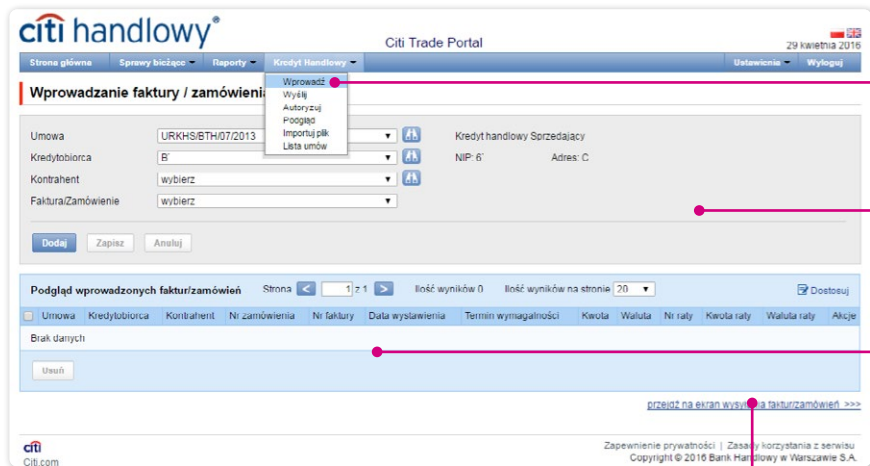 citi handlowy®
Citi Trade Portal
29 kwietnia 2016
Strona główna Sprawy bieżące Raporty Kredyt Handlowy Ustawienia Wyloguj
Wprowadź
Wyślij
Autoryzuj
Podgląd
Importuj plik
Lista umów
Wprowadzanie faktury / zamówieni
Umowa URKHS/BTH/07/2013 Kredyt handlowy Sprzedający
Kredytobiorca B NIP: 6 Adres: C
Kontrahent wybierz
Faktura/Zamówienie wybierz
Dodaj Zapisz Anuluj
Podgląd wprowadzonych faktur/zamówień Strona < 1 z 1 > Ilość wyników 0 Ilość wyników na stronie 20 Dostosuj
Umowa Kredytobiorca Kontrahent Nr zamówienia Nr faktury Data wystawienia Termin wymagalności Kwota Waluta Nr raty Kwota raty Waluta raty Akcje
Brak danych
Usuń
przejdź na ekran faktur/zamówień >>>
citi
Citi.com
Zapewnienie prywatności | Zasady korzystania z serwisu
Copyright © 2016 Bank Handlowy w Warszawie S.A.